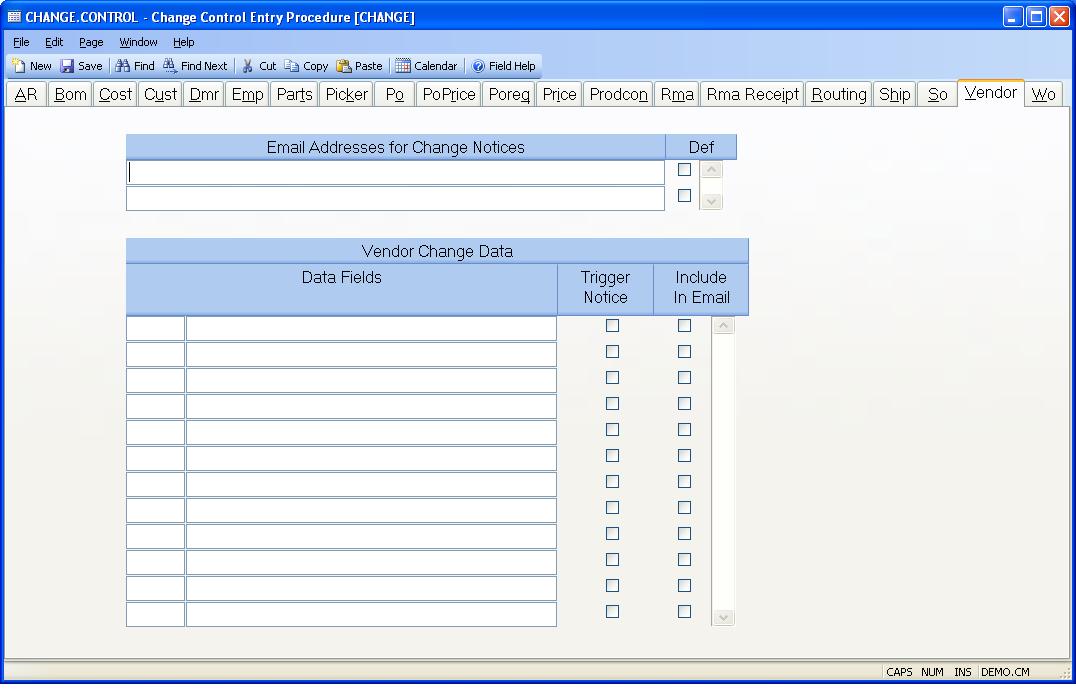 CHANGE.CONTROL - Change Control Entry Procedure [CHANGE]
File Edit Page Window Help
New Save Find Find Next Cut Copy Paste Calendar Field Help
AR Bom Cost Cust Dmr Emp Parts Picker Po PoPrice Poreq Price Prodcon Rma Rma Receipt Routing Ship So Vendor Wo
Email Addresses for Change Notices Def
Vendor Change Data
Data Fields Trigger Include
Notice In Email
CAPS NUM INS DEMO.CM